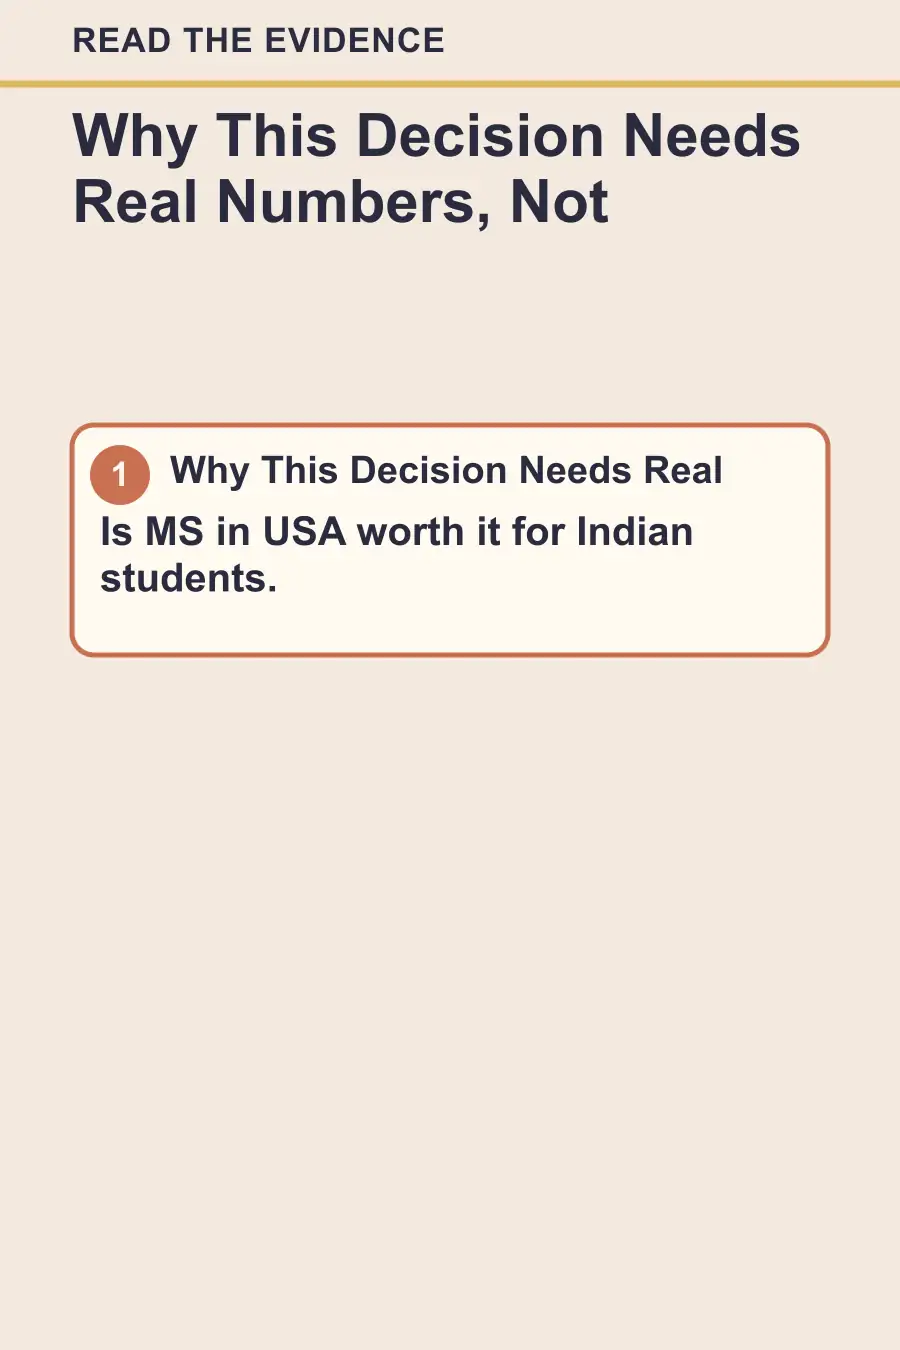 READ THE EVIDENCE
Why This Decision Needs
Real Numbers, Not
1 Why This Decision Needs Real
Is MS in USA worth it for Indian
students.